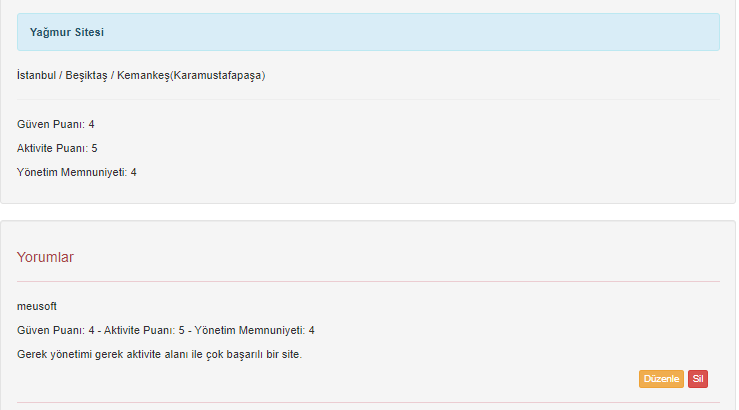 Yağmur Sitesi
İstanbul / Beşiktaş / Kemankeş(Karamustafapaşa)
Güven Puanı: 4
Aktivite Puanı: 5
Yönetim Memnuniyeti: 4
Yorumlar
meusoft
Güven Puanı: 4 - Aktivite Puanı: 5 - Yönetim Memnuniyeti: 4
Gerek yönetimi gerek aktivite alanı ile çok başarılı bir site.
Düzenle Sil